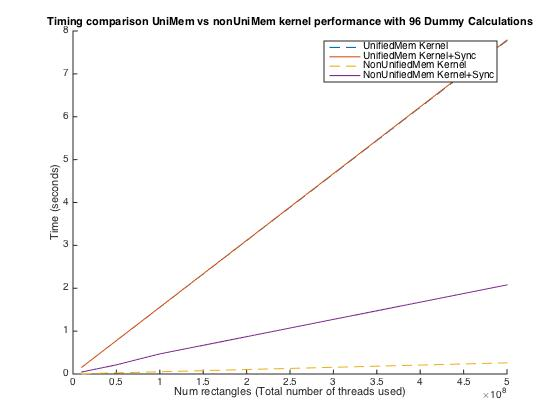 Timing comparison UniMem vs nonUniMem kernel performance with 96 Dummy Calculations
8
7
6
5
4
3
2
1
0
Time (seconds)
UnifiedMem Kernel
UnifiedMem Kernel+Sync
NonUnifiedMem Kernel
NonUnifiedMem Kernel+Sync
0 0.5 1 1.5 2 2.5 3 3.5 4 4.5 5
Num rectangles (Total number of threads used)
×10⁸